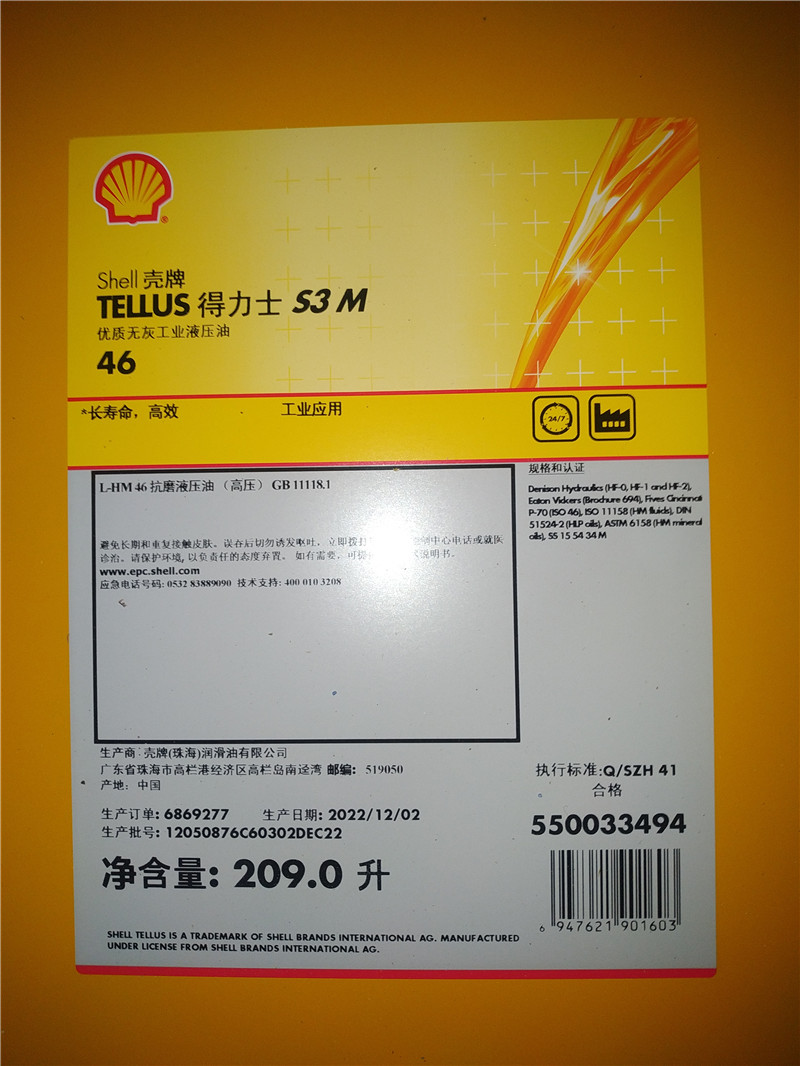 Shell 壳牌
TELLUS 得力士 S3 M
优质无灰工业液压油
46
*长寿命，高效
工业应用
24/7
L-HM 46 抗磨液压油 （高压） GB 11118.1
避免长期和重复接触皮肤。误吞后切勿诱发呕吐，立即拨打 中心电话或就医
诊治。请保护环境, 以负责任的态度弃置。 如有需要，可 说明书。
www.epc.shell.com
应急电话号码: 0532 83889090 技术支持: 400 010 3208
规格和认证
Denison Hydraulics (HF-0, HF-1 and HF-2),
Eaton Vickers (Brochure 694), Fives Cincinnati
P-70 (ISO 46), ISO 11158 (HM fluids), DIN
51524-2 (HLP oils), ASTM 6158 (HM mineral
oils), SS 15 54 34 M
生产商: 壳牌(珠海)润滑油有限公司
广东省珠海市高栏港经济区高栏岛南迳湾 邮编: 519050
产地: 中国
生产订单: 6869277 生产日期: 2022/12/02
生产批号: 12050876C60302DEC22
净含量: 209.0 升
执行标准:Q/SZH 41
合格
550033494
6 947621 901603
SHELL TELLUS IS A TRADEMARK OF SHELL BRANDS INTERNATIONAL AG. MANUFACTURED
UNDER LICENSE FROM SHELL BRANDS INTERNATIONAL AG.